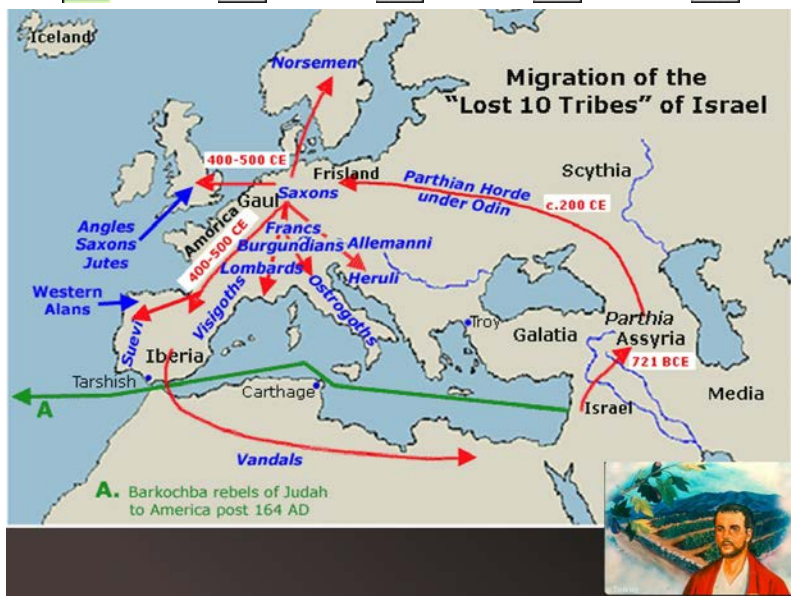 Iceland
Norsemen
Migration of the
"Lost 10 Tribes" of Israel
400-500 CE
Frisland
Scythia
Gaul
Saxons
Parthian Horde
under Odin
c.200 CE
Angles
Saxons
Jutes
Amorica
400-500 CE
Francs
Burgundians
Allemanni
Lombards
Heruli
Western
Alans
Visigoths
Ostrogoths
Suevi
Iberia
Troy
Galatia
Parthia
Assyria
721 BCE
Tarshish
Carthage
Israel
Media
A
Vandals
A. Barkochba rebels of Judah
to America post 164 AD